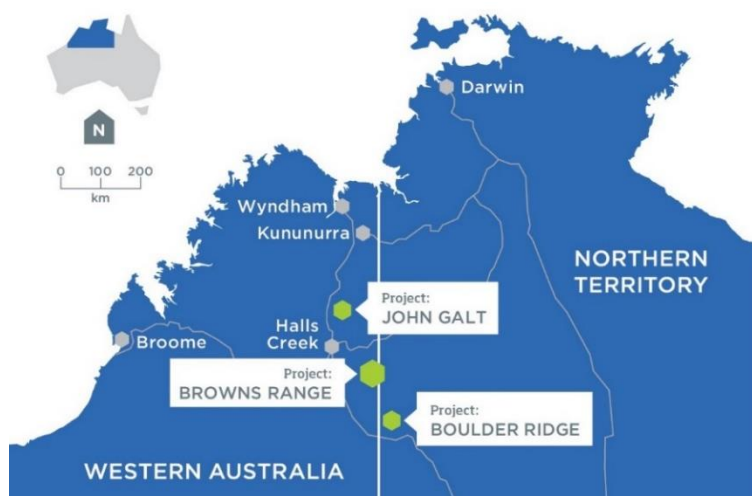 Darwin
N
0 100 200
km
Wyndham
Kununurra
NORTHERN
TERRITORY
Project:
JOHN GALT
Halls
Creek
Broome
Project:
BROWNS RANGE
Project:
BOULDER RIDGE
WESTERN AUSTRALIA